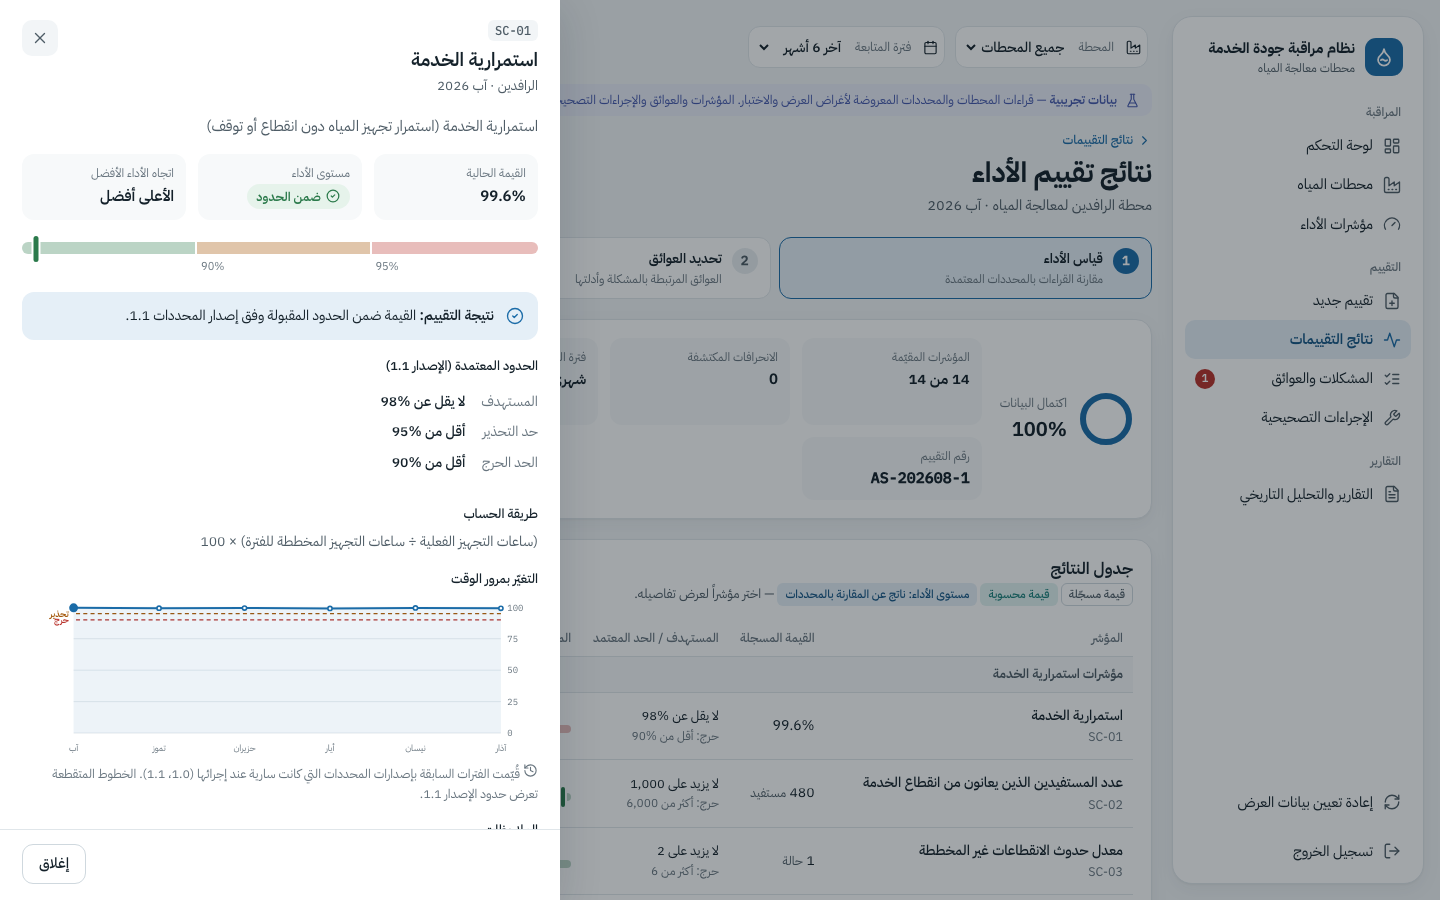 نظام مراقبة جودة الخدمة
محطات معالجة المياه
المراقبة
لوحة التحكم
محطات المياه
مؤشرات الأداء
التقييم
تقييم جديد
نتائج التقييمات
المشكلات والعوائق
1
الإجراءات التصحيحية
التقارير
التقارير والتحليل التاريخي
إعادة تعيين بيانات العرض
تسجيل الخروج
المحطة جميع المحطات
فترة المتابعة آخر 6 أشهر
بيانات تجريبية — قراءات المحطات والمحددات المعروضة لأغراض العرض والاختبار. المؤشرات والعوائق والإجراءات
نتائج التقييمات
نتائج تقييم الأداء
محطة الرافدين لمعالجة المياه · آب 2026
1 قياس الأداء
مقارنة القراءات بالمحددات المعتمدة
2 تحديد العوائق
العوائق المرتبطة بالمشكلة وأدلتها
اكتمال البيانات
100%
المؤشرات المقيّمة
14 من 14
الانحرافات المكتشفة
0
فترة
رقم التقييم
AS-202608-1
جدول النتائج
قيمة مسجّلة قيمة محسوبة مستوى الأداء: ناتج عن المقارنة بالمحددات — اختر مؤشراً لعرض تفاصيله.
المؤشر القيمة المسجلة المستهدف / الحد المعتمد
مؤشرات استمرارية الخدمة
استمرارية الخدمة
SC-01
99.6%
لا يقل عن 98%
حرج: أقل من 90%
عدد المستفيدين الذين يعانون من انقطاع الخدمة
SC-02
480 مستفيد
لا يزيد على 1,000
حرج: أكثر من 6,000
معدل حدوث الانقطاعات غير المخططة
SC-03
1 حالة
لا يزيد على 2
حرج: أكثر من 6
SC-01
استمرارية الخدمة
الرافدين · آب 2026
استمرارية الخدمة (استمرار تجهيز المياه دون انقطاع أو توقف)
القيمة الحالية
99.6%
مستوى الأداء
ضمن الحدود
اتجاه الأداء الأفضل
الأعلى أفضل
95%
90%
نتيجة التقييم: القيمة ضمن الحدود المقبولة وفق إصدار المحددات 1.1.
الحدود المعتمدة (الإصدار 1.1)
المستهدف لا يقل عن 98%
حد التحذير أقل من 95%
الحد الحرج أقل من 90%
طريقة الحساب
(ساعات التجهيز الفعلية ÷ ساعات التجهيز المخططة للفترة) × 100
التغيّر بمرور الوقت
100
75
50
25
0
تحذير
حرج
آذار نيسان أيار حزيران تموز آب
قُيّمت الفترات السابقة بإصدارات المحددات التي كانت سارية عند إجرائها (1.0، 1.1). الخطوط المتقطعة
تعرض حدود الإصدار 1.1.
إغلاق